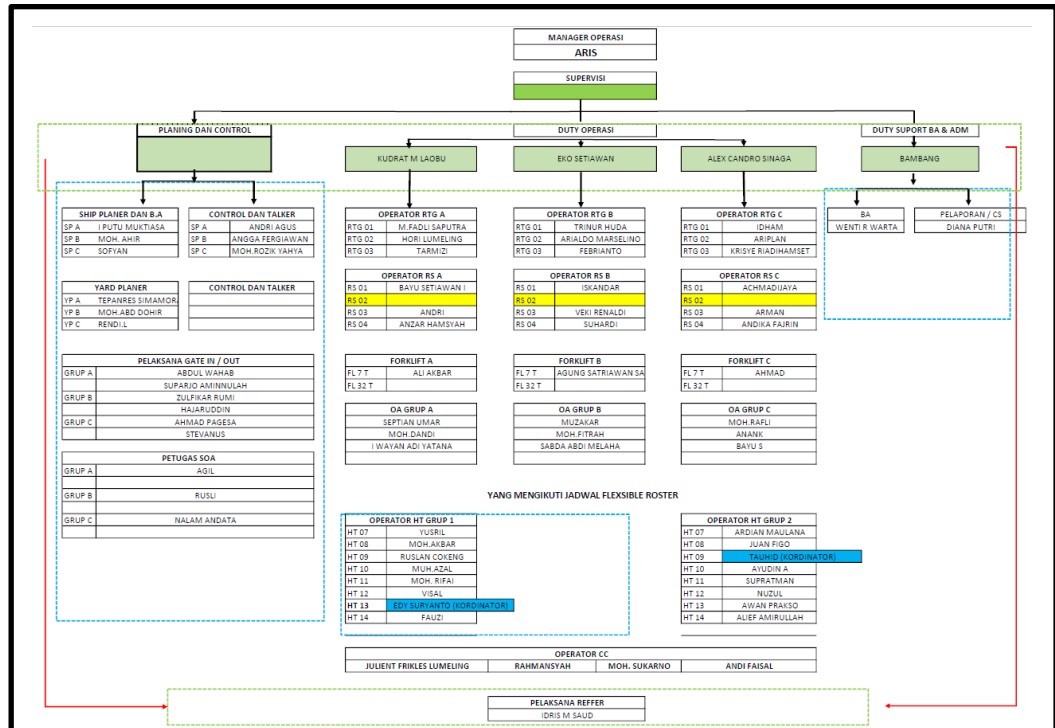 MANAGER OPERASI
ARIS
SUPERVISI
PLANING DAN CONTROL
DUTY OPERASI
DUTY SUPORT BA & ADM
KUDRAT M LAOBU
EKO SETIAWAN
ALEX CANDRO SINAGA
BAMBANG
SHIP PLANER DAN B.A
SP A I PUTU MUKTIASA
SP B MOH. AHIR
SP C SOFYAN
CONTROL DAN TALKER
SP A ANDRI AGUS
SP B ANGGA FERGIAWAN
SP C MOH.ROZIK YAHYA
YARD PLANER
YP A TEPANRES SIMAMORA
YP B MOH.ABD DOHIR
YP C RENDI.L
CONTROL DAN TALKER
PELAKSANA GATE IN / OUT
GRUP A ABDUL WAHAB
SUPARJO AMINNULAH
GRUP B ZULFIKAR RUMI
HAJARUDDIN
GRUP C AHMAD PAGESA
STEVANUS
PETUGAS SOA
GRUP A AGIL
GRUP B RUSLI
GRUP C NALAM ANDATA
OPERATOR RTG A
RTG 01 M.FADLI SAPUTRA
RTG 02 HORI LUMELING
RTG 03 TARMIZI
OPERATOR RS A
RS 01 BAYU SETIAWAN I
RS 02
RS 03 ANDRI
RS 04 ANZAR HAMSYAH
FORKLIFT A
FL 7 T ALI AKBAR
FL 32 T
OA GRUP A
SEPTIAN UMAR
MOH.DANDI
I WAYAN ADI YATANA
OPERATOR RTG B
RTG 01 TRINUR HUDA
RTG 02 ARIALDO MARSELINO
RTG 03 FEBRIANTO
OPERATOR RS B
RS 01 ISKANDAR
RS 02
RS 03 VEKI RENALDI
RS 04 SUHARDI
FORKLIFT B
FL 7 T AGUNG SATRIAWAN SA
FL 32 T
OA GRUP B
MUZAKAR
MOH.FITRAH
SABDA ABDI MELAHA
OPERATOR RTG C
RTG 01 IDHAM
RTG 02 ARIPLAN
RTG 03 KRISYE RIADIHAMSET
OPERATOR RS C
RS 01 ACHMADIJAYA
RS 02
RS 03 ARMAN
RS 04 ANDIKA FAJRIN
FORKLIFT C
FL 7 T AHMAD
FL 32 T
OA GRUP C
MOH.RAFLI
ANANK
BAYU S
BA
WENTI R WARTA
PELAPORAN / CS
DIANA PUTRI
YANG MENGIKUTI JADWAL FLEXSIBLE ROSTER
OPERATOR HT GRUP 1
HT 07 YUSRIL
HT 08 MOH.AKBAR
HT 09 RUSLAN COKENG
HT 10 MUH.AZAL
HT 11 MOH. RIFAI
HT 12 VISAL
HT 13 EDY SURYANTO (KORDINATOR)
HT 14 FAUZI
OPERATOR HT GRUP 2
HT 07 ARDIAN MAULANA
HT 08 JUAN FIGO
HT 09 TAUHID (KORDINATOR)
HT 10 AYUDIN A
HT 11 SUPRATMAN
HT 12 NUZUL
HT 13 AWAN PRAKSO
HT 14 ALIEF AMIRULLAH
OPERATOR CC
JULIENT FRIKLES LUMELING RAHMANSYAH MOH. SUKARNO ANDI FAISAL
PELAKSANA REFFER
IDRIS M SAUD